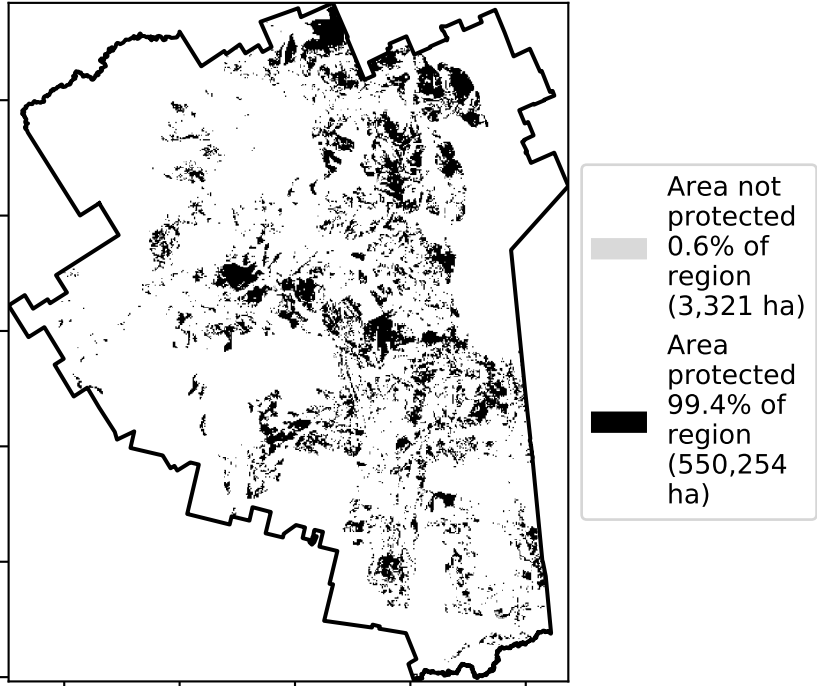 Area not
protected
0.6% of
region
(3,321 ha)
Area
protected
99.4% of
region
(550,254
ha)